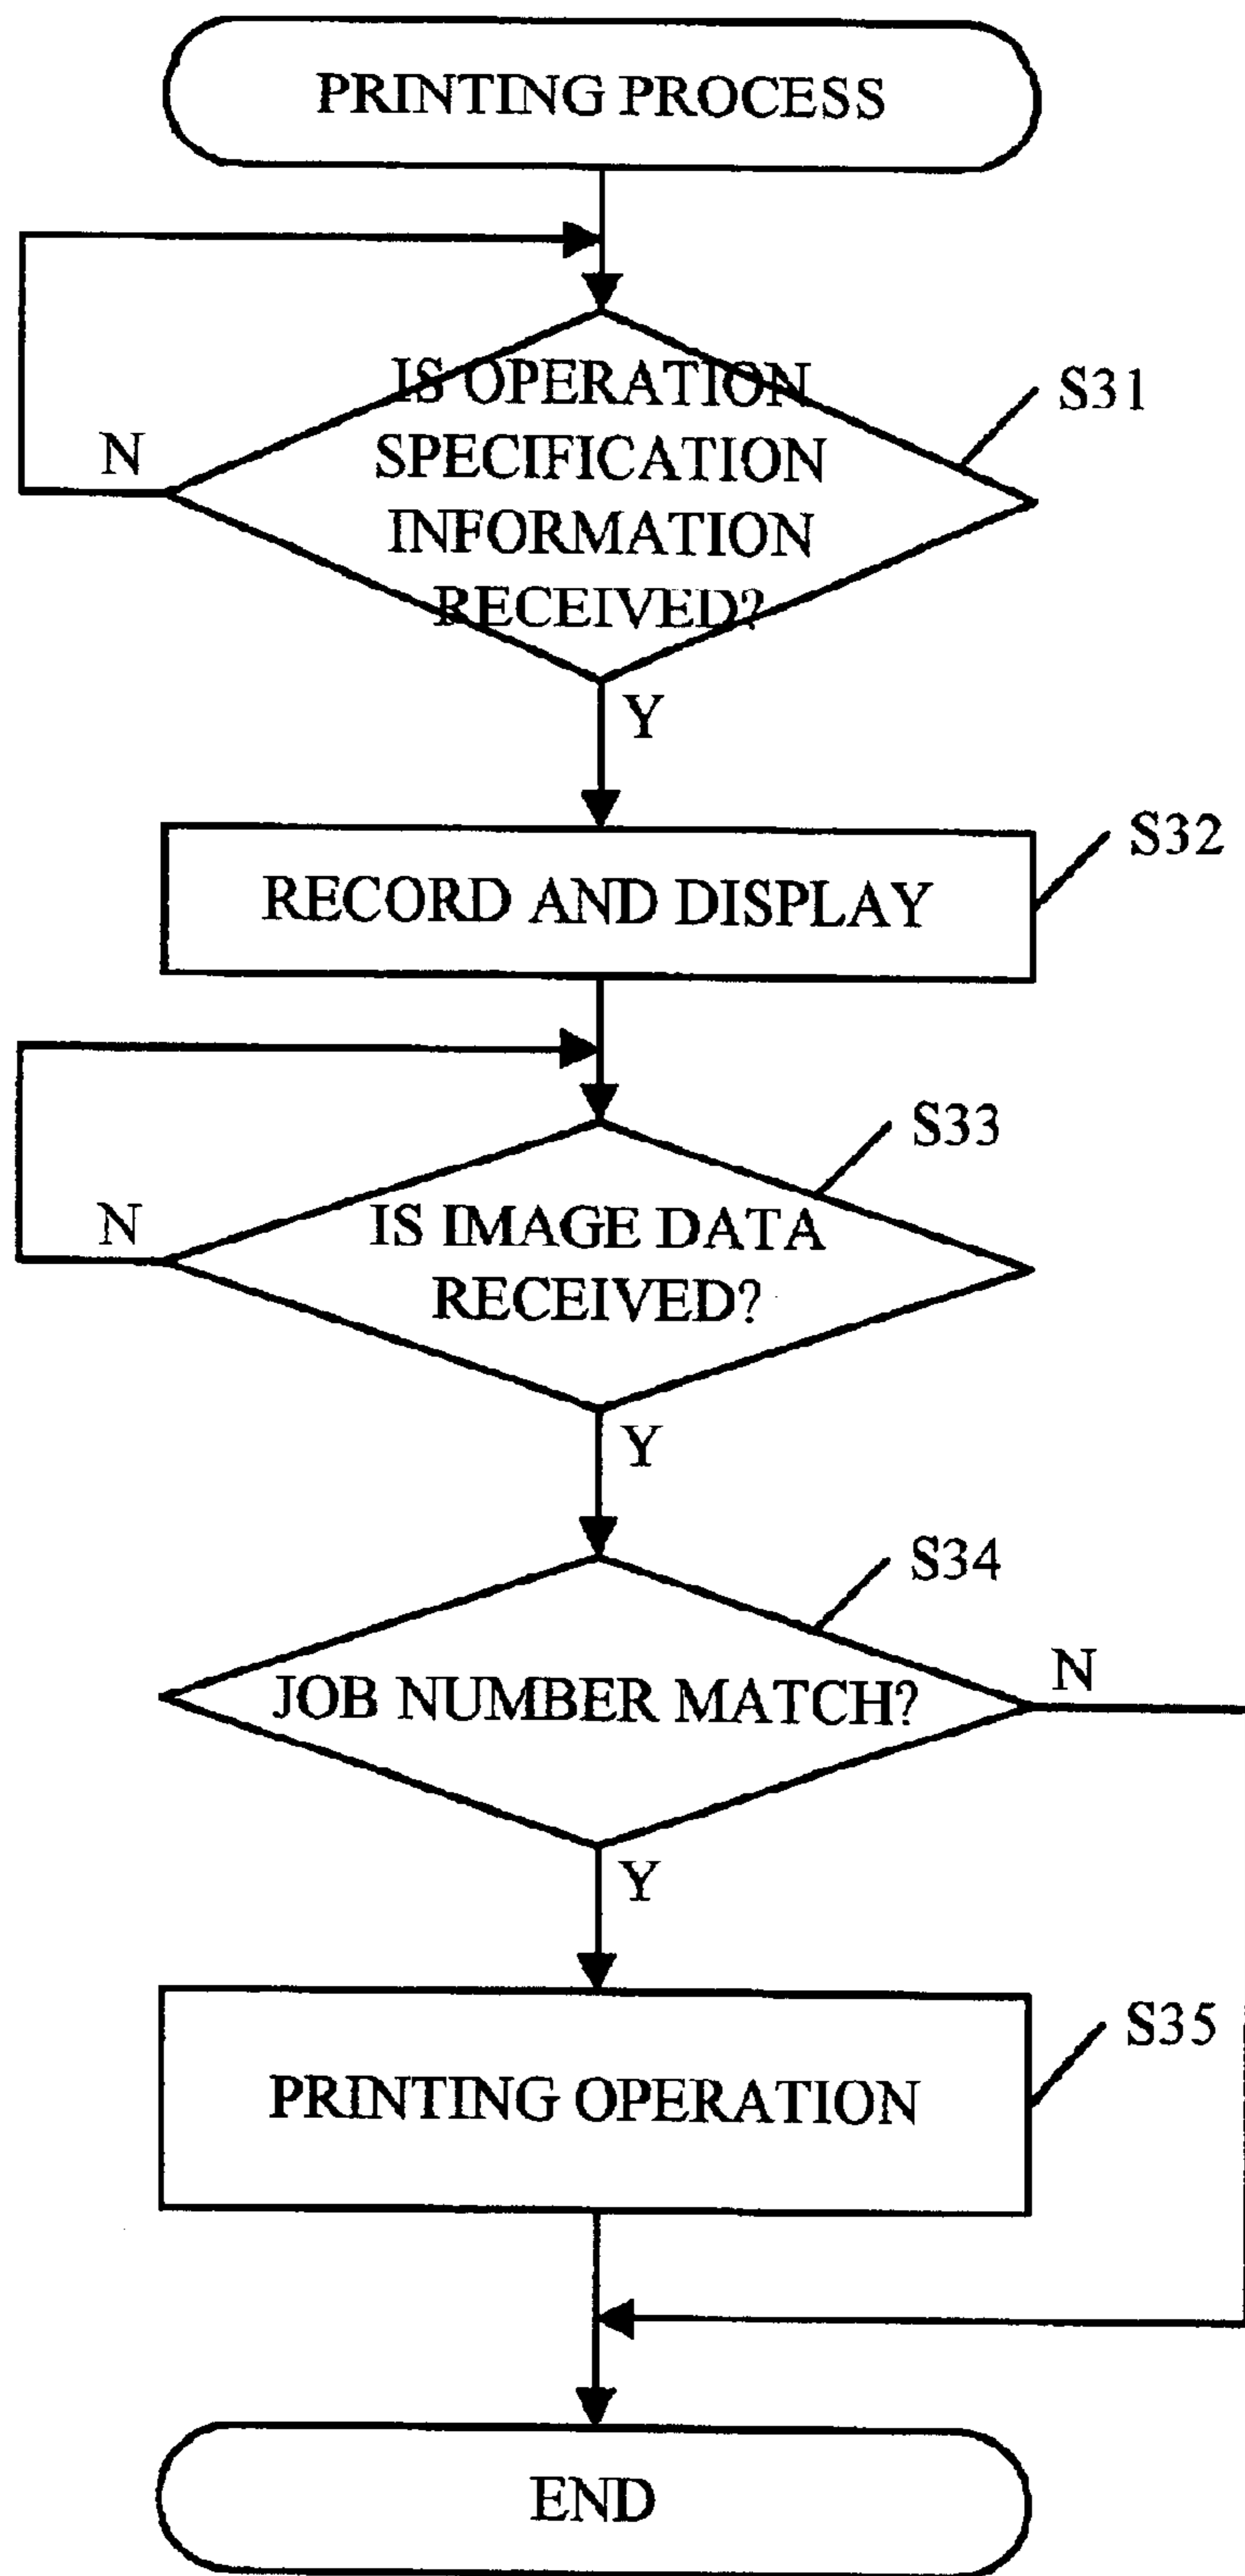 PRINTING PROCESS
IS OPERATION
SPECIFICATION
INFORMATION
RECEIVED?
S31
N
Y
RECORD AND DISPLAY
S32
IS IMAGE DATA
RECEIVED?
S33
N
Y
JOB NUMBER MATCH?
S34
N
Y
PRINTING OPERATION
S35
END